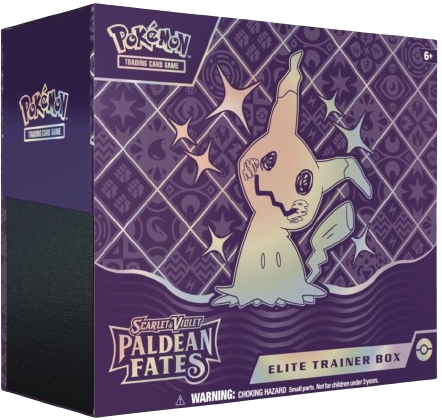 POKéMON
TRADING CARD GAME
6+
POKéMON
TRADING CARD GAME
SCARLET & VIOLET
PALDEAN
FATES
ELITE TRAINER BOX
WARNING: CHOKING HAZARD Small parts. Not for children under 3 years.